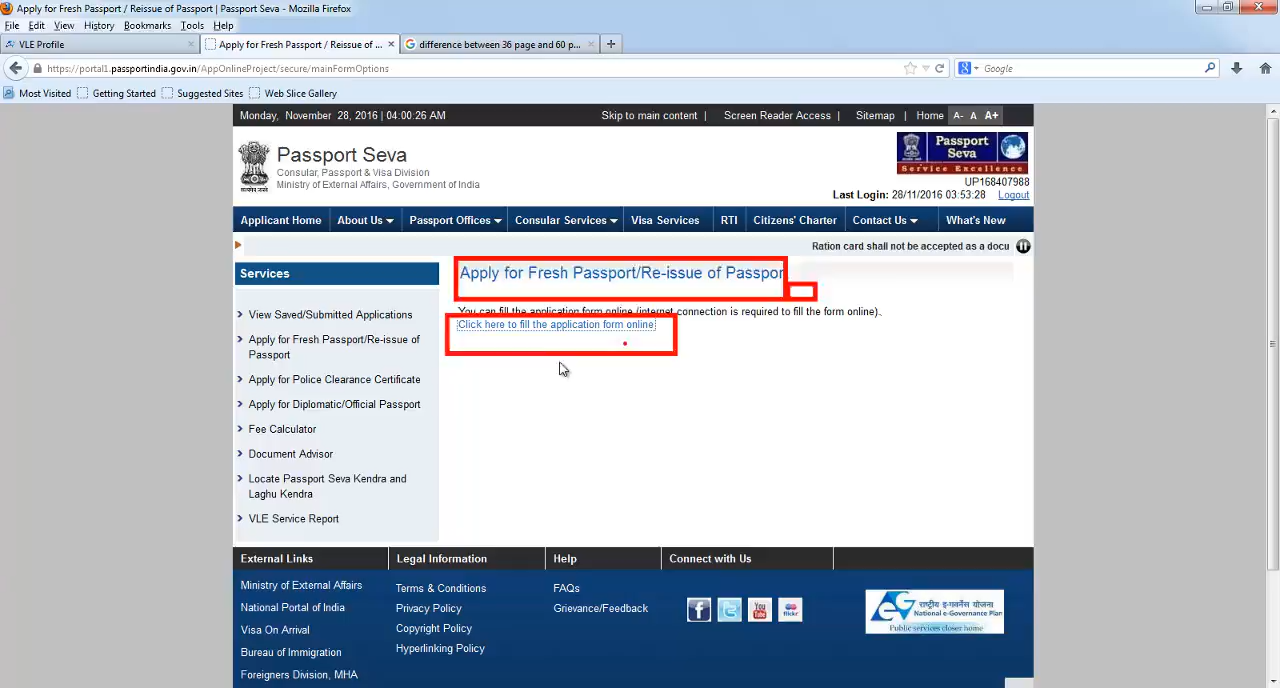 Apply for Fresh Passport / Reissue of Passport | Passport Seva - Mozilla Firefox
File Edit View History Bookmarks Tools Help
VLE Profile × Apply for Fresh Passport / Reissue of ... × difference between 36 page and 60 p... × +
https://portal1.passportindia.gov.in/AppOnlineProject/secure/mainFormOptions
Google
Most Visited Getting Started Suggested Sites Web Slice Gallery
Monday, November 28, 2016 | 04:00:26 AM Skip to main content | Screen Reader Access | Sitemap | Home A- A A+
Passport Seva
Consular, Passport & Visa Division
Ministry of External Affairs, Government of India
सत्यमेव जयते
Passport
Seva
Service Excellence
UP168407988
Last Login: 28/11/2016 03:53:28 Logout
Applicant Home About Us Passport Offices Consular Services Visa Services RTI Citizens' Charter Contact Us What's New
Ration card shall not be accepted as a docu
Services
View Saved/Submitted Applications
Apply for Fresh Passport/Re-issue of
Passport
Apply for Police Clearance Certificate
Apply for Diplomatic/Official Passport
Fee Calculator
Document Advisor
Locate Passport Seva Kendra and
Laghu Kendra
VLE Service Report
Apply for Fresh Passport/Re-issue of Passpor
You can fill the application form online (internet connection is required to fill the form online).
Click here to fill the application form online
External Links
Ministry of External Affairs
National Portal of India
Visa On Arrival
Bureau of Immigration
Foreigners Division, MHA
Legal Information
Terms & Conditions
Privacy Policy
Copyright Policy
Hyperlinking Policy
Help
FAQs
Grievance/Feedback
Connect with Us
You
Tube
flickr
राष्ट्रीय ई-गवर्नेंस योजना
National e-Governance Plan
Public services closer home